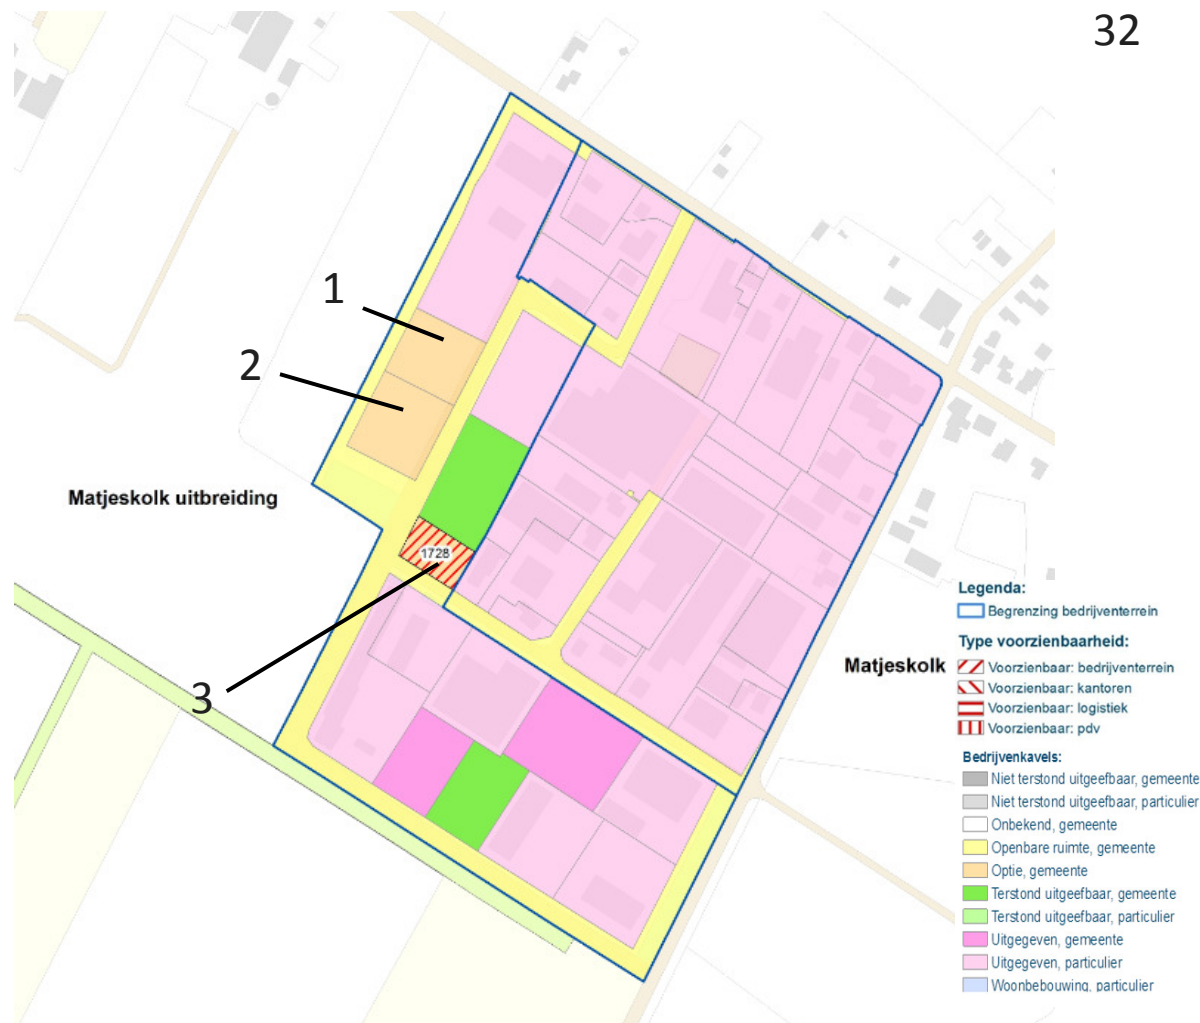 32
1
2
Matjeskolk uitbreiding
1728
3
Matjeskolk
Legenda:
Begrenzing bedrijventerrein
Type voorzienbaarheid:
Voorzienbaar: bedrijventerrein
Voorzienbaar: kantoren
Voorzienbaar: logistiek
Voorzienbaar: pdv
Bedrijvenkavels:
Niet terstond uitgeefbaar, gemeente
Niet terstond uitgeefbaar, particulier
Onbekend, gemeente
Openbare ruimte, gemeente
Optie, gemeente
Terstond uitgeefbaar, gemeente
Terstond uitgeefbaar, particulier
Uitgegeven, gemeente
Uitgegeven, particulier
Woonbebouwing, particulier